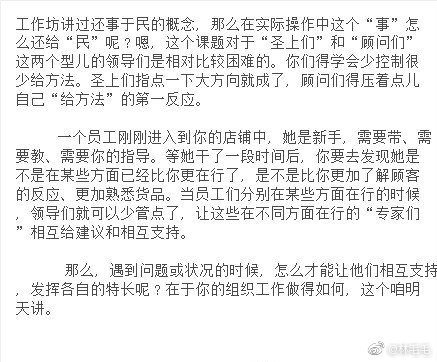 工作坊讲过还事于民的概念，那么在实际操作中这个“事”怎
么还给“民”呢？嗯，这个课题对于“圣上们”和“顾问们”
这两个型儿的领导们是相对比较困难的。你们得学会少控制很
少给方法。圣上们指点一下大方向就成了，顾问们得压着点儿
自己“给方法”的第一反应。
一个员工刚刚进入到你的店铺中，她是新手，需要带、需
要教、需要你的指导。等她干了一段时间后，你要去发现她是
不是在某些方面已经比你更在行了，是不是比你更加了解顾客
的反应、更加熟悉货品。当员工们分别在某些方面在行的时候
，领导们就可以少管点了，让这些在不同方面在行的“专家们
”相互给建议和相互支持。
那么，遇到问题或状况的时候，怎么才能让他们相互支持
，发挥各自的特长呢？在于你的组织工作做得如何，这个咱明
天讲。
@林毛毛